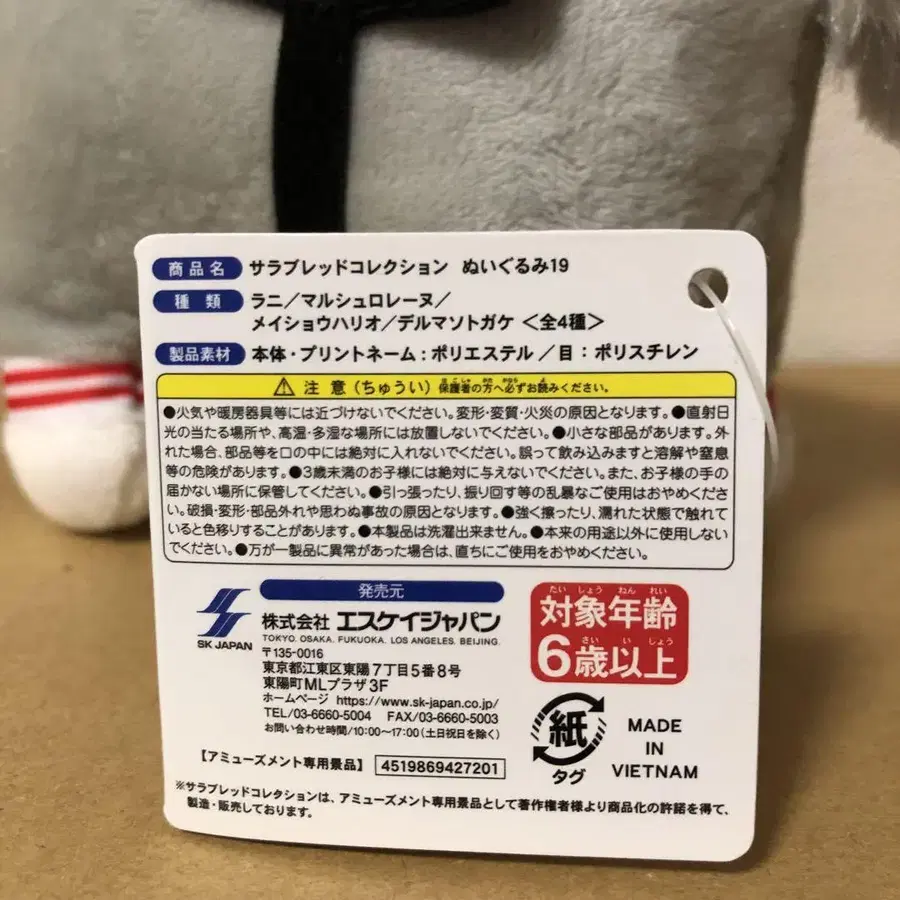 商品名 サラブレッドコレクション ぬいぐるみ19
種類 ラニ／マルシュロレーヌ／
メイショウハリオ／デルマソトガケ ＜全4種＞
製品素材 本体・プリントネーム：ポリエステル ／目：ポリスチレン
⚠ 注意（ちゅうい） 保護者の方へ必ずお読みください。
●火気や暖房器具等には近づけないでください。変形・変質・火災の原因となります。●直射日
光の当たる場所や、高温・多湿な場所には放置しないでください。●小さな部品があります。外
れた場合、部品等を口の中には絶対に入れないでください。誤って飲み込みますと溶解や窒息
等の危険があります。●3歳未満のお子様には絶対に与えないでください。また、お子様の手の
届かない場所に保管してください。●引っ張ったり、振り回す等の乱暴なご使用はおやめくださ
い。破損・変形・部品外れや思わぬ事故の原因となります。●強く擦ったり、濡れた状態で触れて
いると色移りすることがあります。●本製品は洗濯出来ません。●本来の用途以外に使用しない
でください。●万が一製品に異常があった場合は、直ちにご使用をおやめください。
発売元
SK JAPAN
株式会社 エスケイジャパン
TOKYO. OSAKA. FUKUOKA. LOS ANGELES. BEIJING.
〒135-0016
東京都江東区東陽7丁目5番8号
東陽町MLプラザ3F
ホームページ https://www.sk-japan.co.jp/
TEL/03-6660-5004 FAX/03-6660-5003
お問い合わせ時間/10:00〜17:00（土日祝日を除く）
たいしょう ねんれい
対象年齢
さい い じょう
6歳以上
紙
タグ
MADE
IN
VIETNAM
【アミューズメント専用景品】 4519869427201
※サラブレッドコレクションは、アミューズメント専用景品として著作権者様より商品化の許諾を得て、
製造・販売しております。